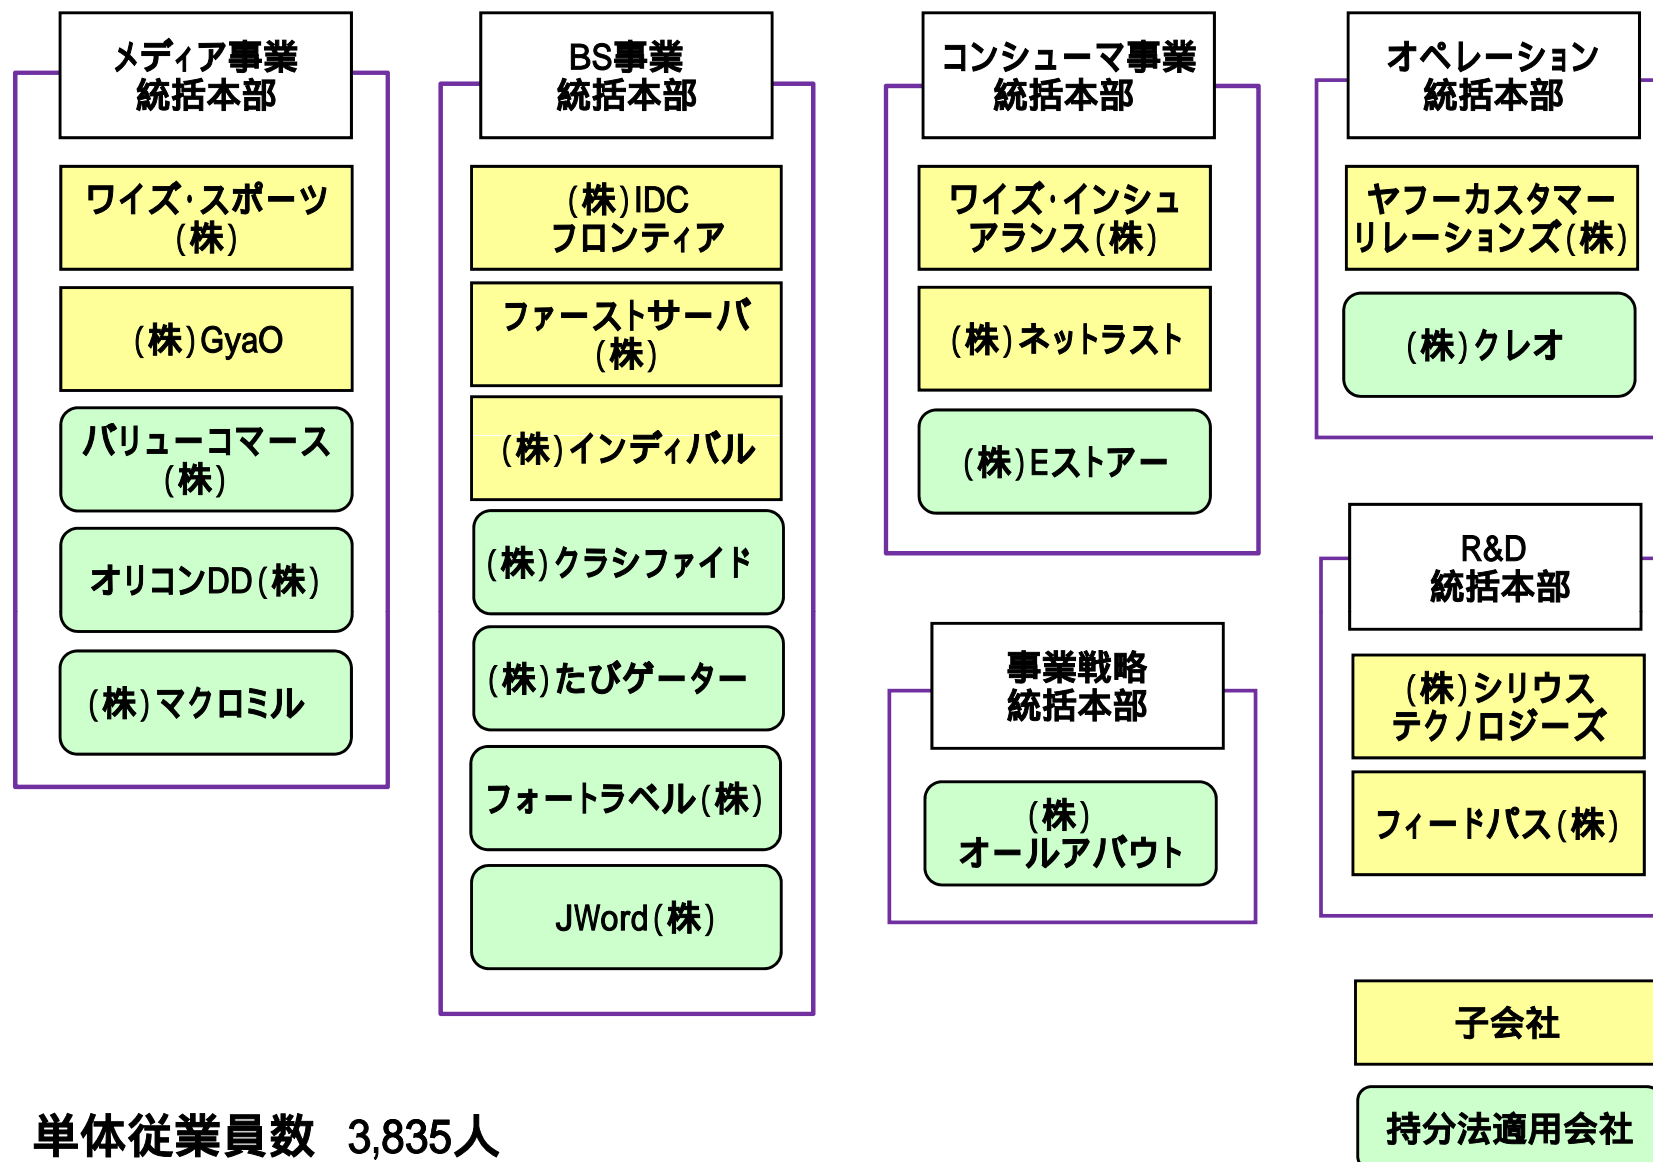 メディア事業
統括本部
ワイズ・スポーツ
(株)
(株)GyaO
バリューコマース
(株)
オリコンDD(株)
(株)マクロミル
BS事業
統括本部
(株)IDC
フロンティア
ファーストサーバ
(株)
(株)インディバル
(株)クラシファイド
(株)たびゲーター
フォートラベル(株)
JWord(株)
コンシューマ事業
統括本部
ワイズ・インシュ
アランス(株)
(株)ネットラスト
(株)Eストアー
事業戦略
統括本部
(株)
オールアバウト
オペレーション
統括本部
ヤフーカスタマー
リレーションズ(株)
(株)クレオ
R&D
統括本部
(株)シリウス
テクノロジーズ
フィードパス(株)
子会社
持分法適用会社
単体従業員数 3,835人